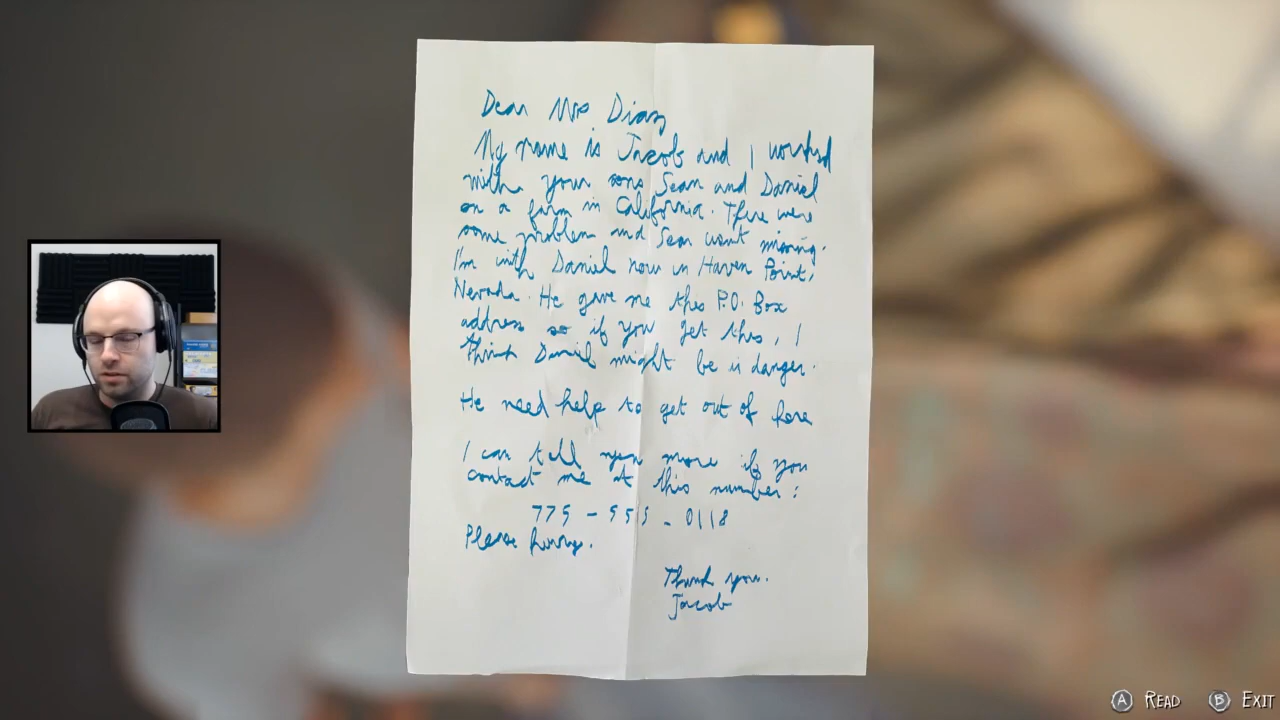 Dear Mrs Diaz
My name is Jacob and I worked
with your sons Sean and Daniel
on a farm in California. There were
some problem and Sean went missing.
I'm with Daniel now in Haven Point,
Nevada. He gave me this P.O. Box
address so if you get this, I
think Daniel might be in danger.
He need help to get out of here
I can tell you more if you
contact me at this number:
775-555-0118
Please hurry.
Thank you.
Jacob
A READ B EXIT